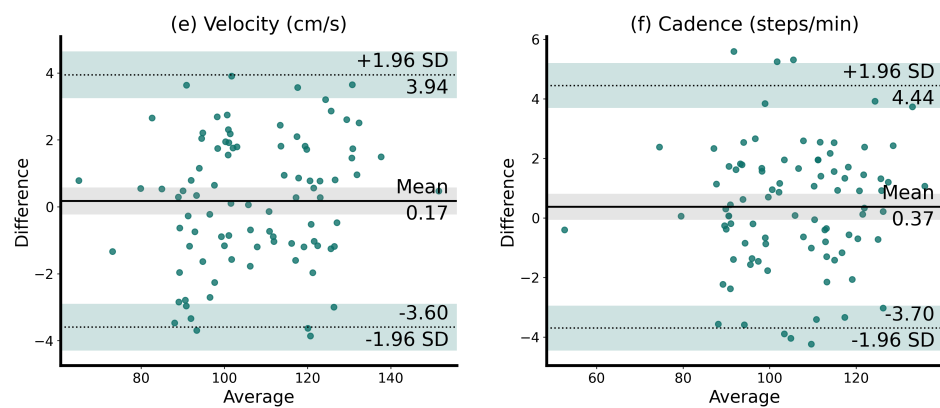 (e) Velocity (cm/s)
Difference
4
2
0
−2
−4
+1.96 SD
3.94
Mean
0.17
-3.60
-1.96 SD
80
100
120
140
Average
(f) Cadence (steps/min)
Difference
6
4
2
0
−2
−4
+1.96 SD
4.44
Mean
0.37
-3.70
-1.96 SD
60
80
100
120
Average